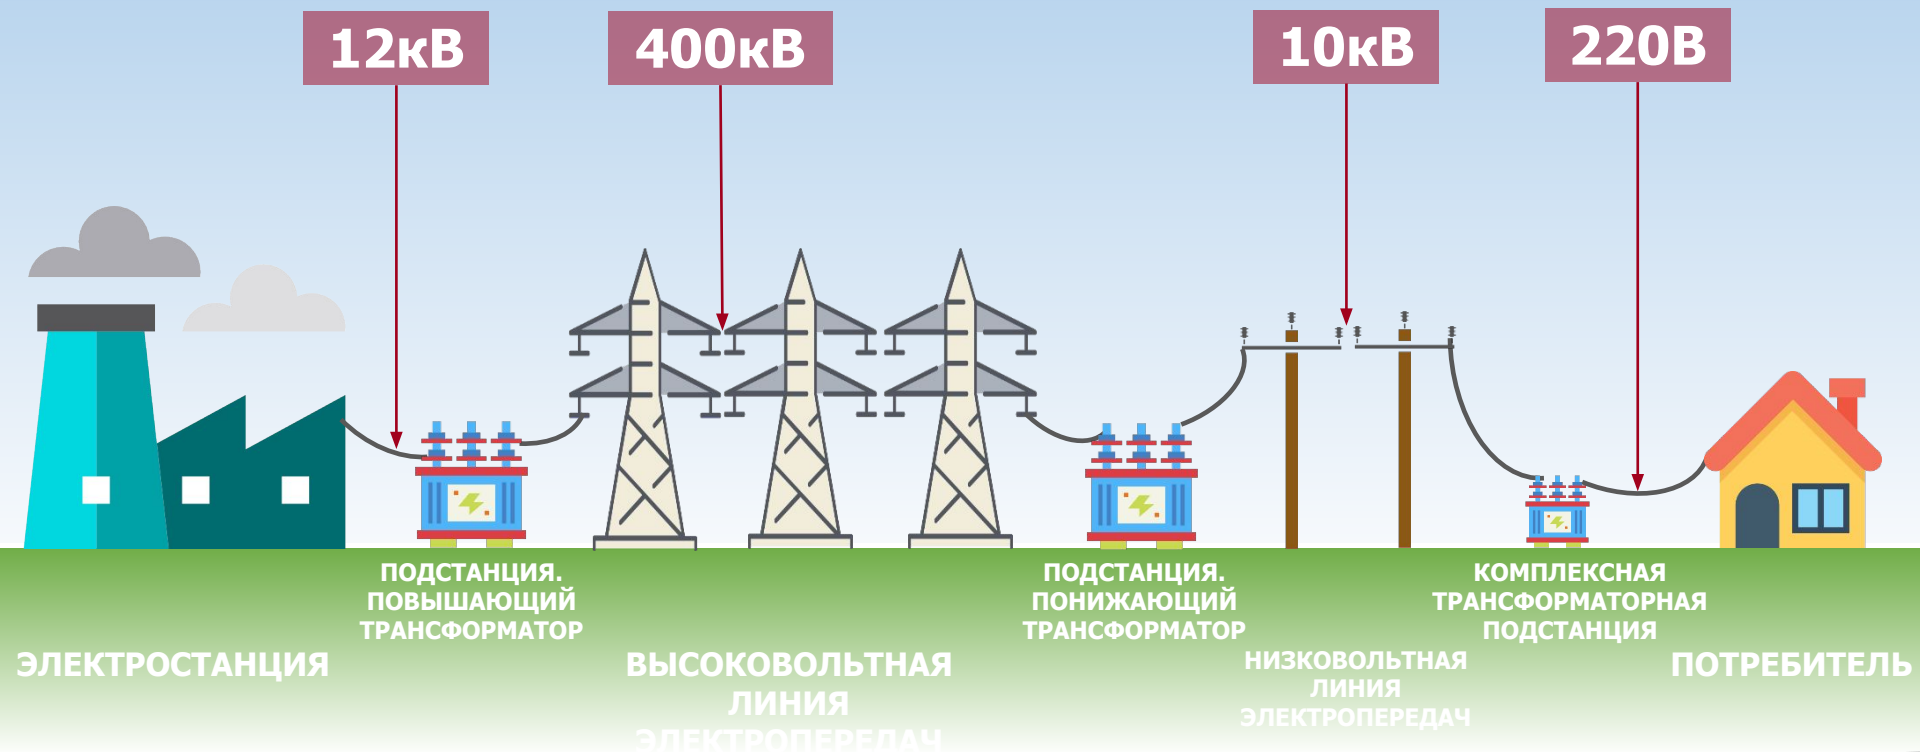 12кВ
400кВ
10кВ
220В
ПОДСТАНЦИЯ.
ПОВЫШАЮЩИЙ
ТРАНСФОРМАТОР
ПОДСТАНЦИЯ.
ПОНИЖАЮЩИЙ
ТРАНСФОРМАТОР
КОМПЛЕКСНАЯ
ТРАНСФОРМАТОРНАЯ
ПОДСТАНЦИЯ
ЭЛЕКТРОСТАНЦИЯ
ВЫСОКОВОЛЬТНАЯ
ЛИНИЯ
ЭЛЕКТРОПЕРЕДАЧ
НИЗКОВОЛЬТНАЯ
ЛИНИЯ
ЭЛЕКТРОПЕРЕДАЧ
ПОТРЕБИТЕЛЬ